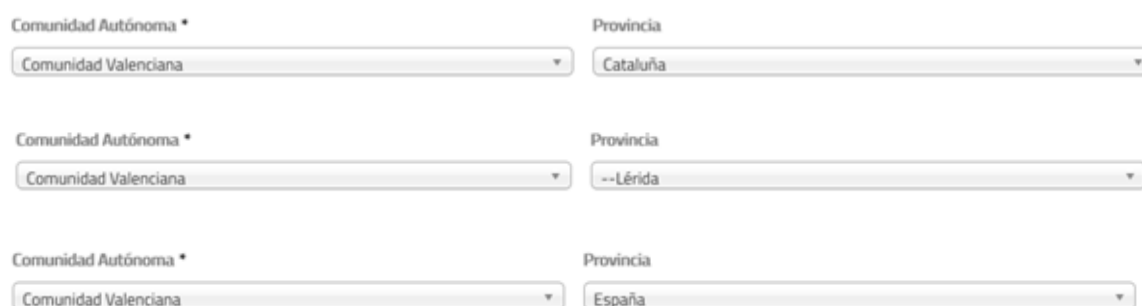 Comunidad Autónoma * Provincia
Comunidad Valenciana Cataluña
Comunidad Autónoma * Provincia
Comunidad Valenciana --Lérida
Comunidad Autónoma * Provincia
Comunidad Valenciana España